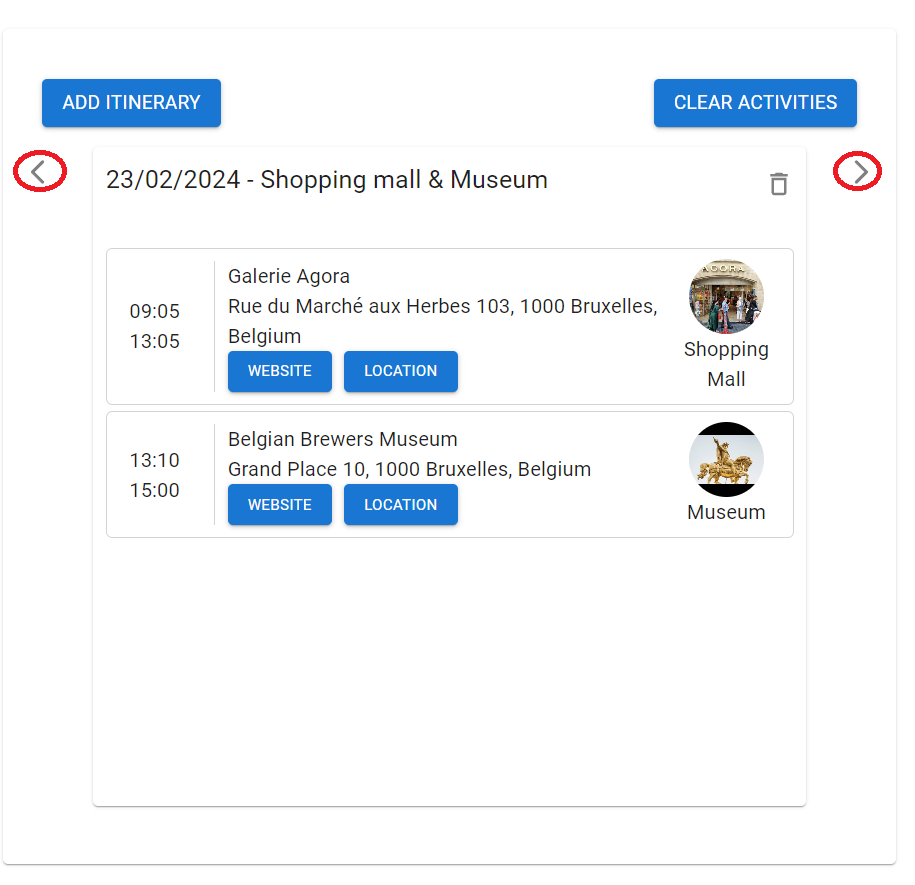 ADD ITINERARY
CLEAR ACTIVITIES
23/02/2024 - Shopping mall & Museum
09:05
13:05
Galerie Agora
Rue du Marché aux Herbes 103, 1000 Bruxelles,
Belgium
WEBSITE
LOCATION
AGORA
Shopping
Mall
13:10
15:00
Belgian Brewers Museum
Grand Place 10, 1000 Bruxelles, Belgium
WEBSITE
LOCATION
Museum